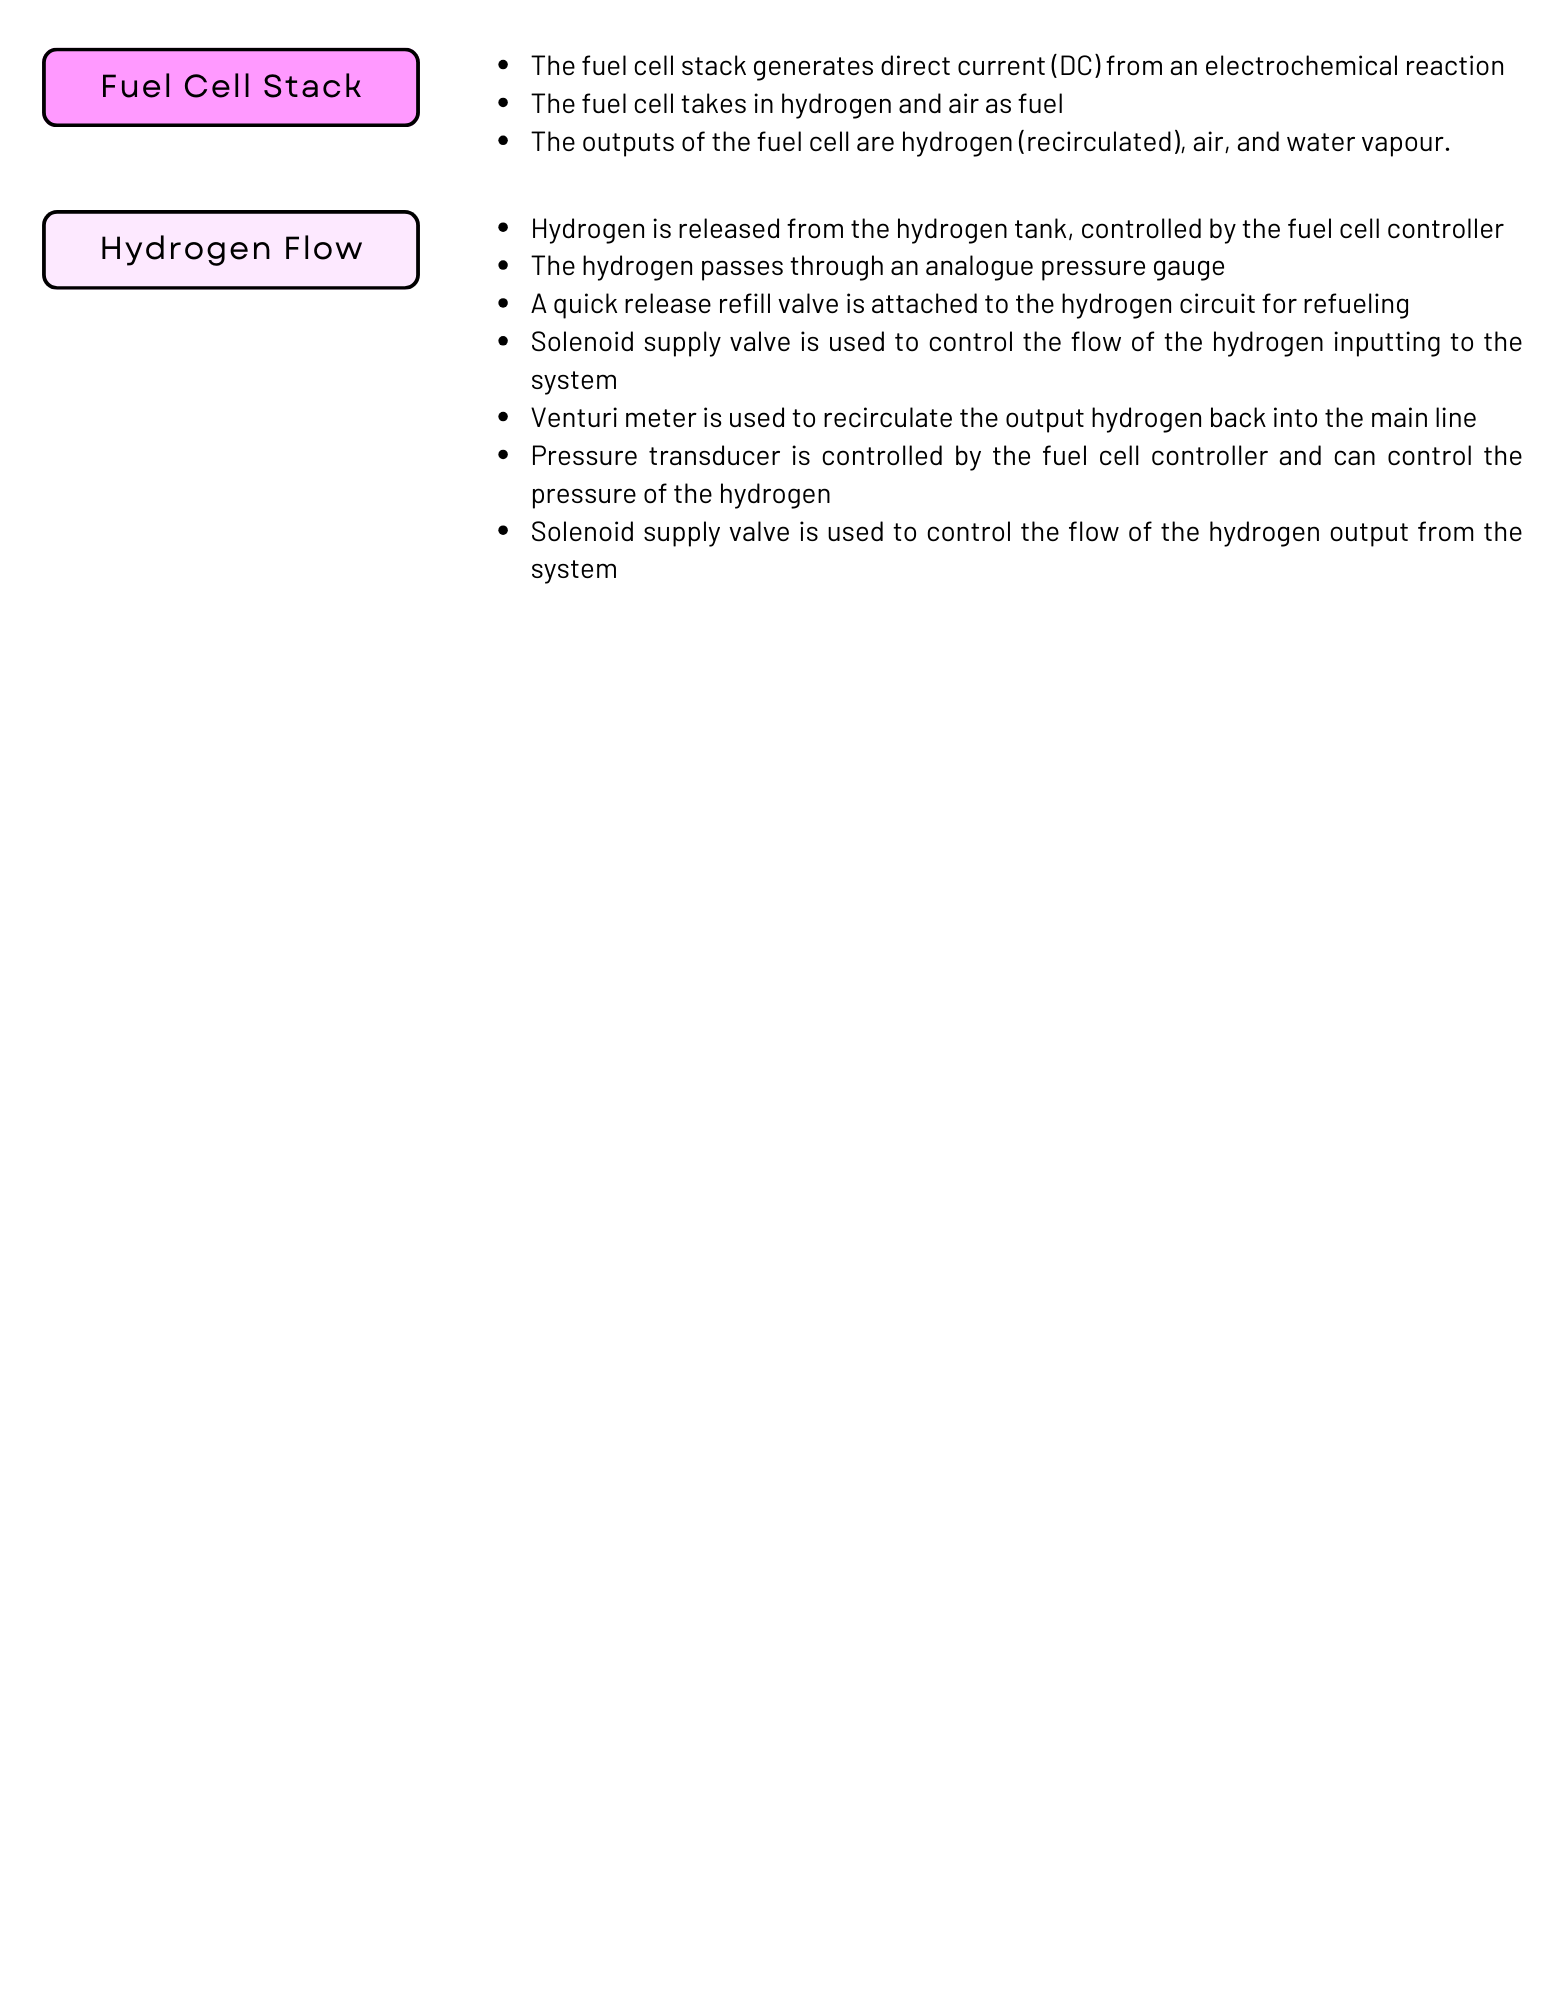 Fuel Cell Stack
• The fuel cell stack generates direct current (DC) from an electrochemical reaction
• The fuel cell takes in hydrogen and air as fuel
• The outputs of the fuel cell are hydrogen (recirculated), air, and water vapour.
Hydrogen Flow
• Hydrogen is released from the hydrogen tank, controlled by the fuel cell controller
• The hydrogen passes through an analogue pressure gauge
• A quick release refill valve is attached to the hydrogen circuit for refueling
• Solenoid supply valve is used to control the flow of the hydrogen inputting to the
system
• Venturi meter is used to recirculate the output hydrogen back into the main line
• Pressure transducer is controlled by the fuel cell controller and can control the
pressure of the hydrogen
• Solenoid supply valve is used to control the flow of the hydrogen output from the
system